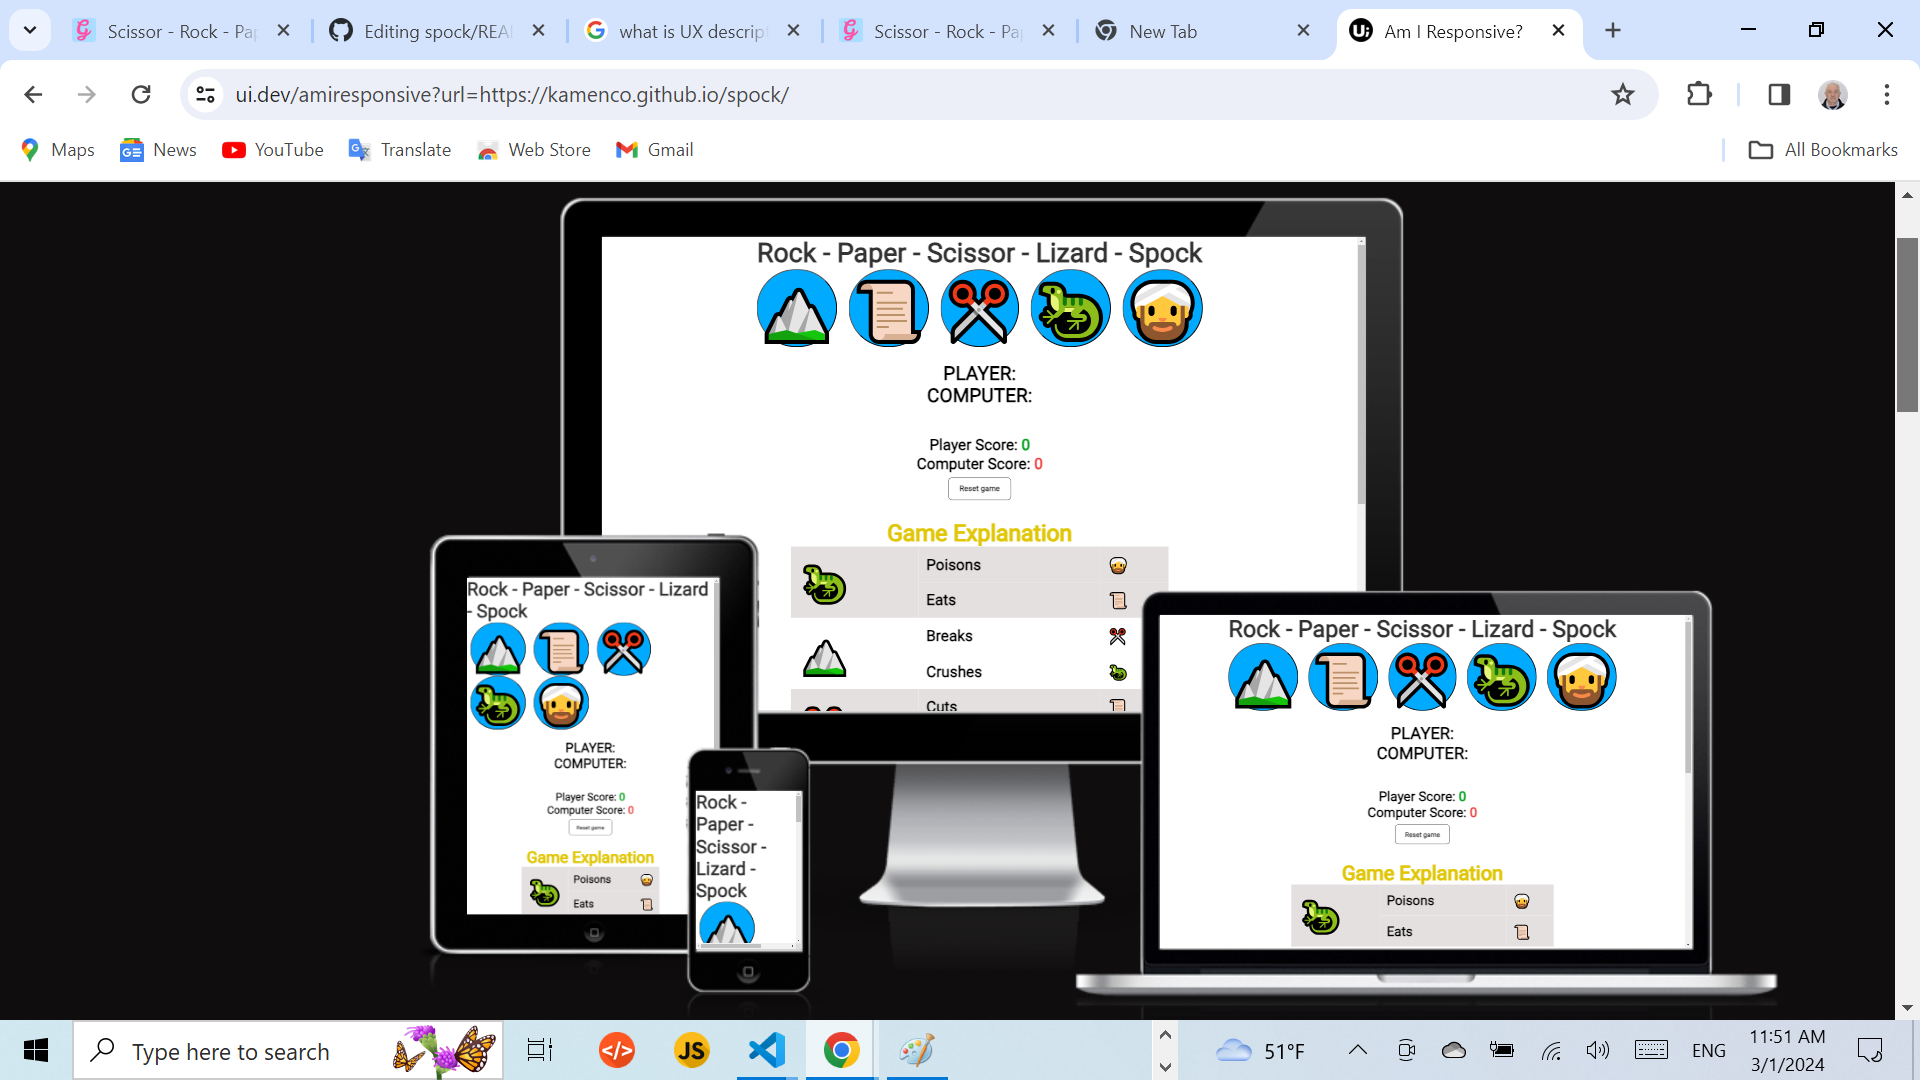 Scissor - Rock - Pap
Editing spock/REA
what is UX descript
Scissor - Rock - Pap
New Tab
Am I Responsive?
ui.dev/amiresponsive?url=https://kamenco.github.io/spock/
Maps
News
YouTube
Translate
Web Store
Gmail
All Bookmarks
Rock - Paper - Scissor - Lizard - Spock
PLAYER:
COMPUTER:
Player Score: 0
Computer Score: 0
Reset game
Game Explanation
Poisons
Eats
Breaks
Crushes
Cuts
Rock - Paper - Scissor - Lizard
- Spock
PLAYER:
COMPUTER:
Player Score: 0
Computer Score: 0
Reset game
Game Explanation
Poisons
Eats
Rock -
Paper -
Scissor -
Lizard -
Spock
Rock - Paper - Scissor - Lizard - Spock
PLAYER:
COMPUTER:
Player Score: 0
Computer Score: 0
Reset game
Game Explanation
Poisons
Eats
Type here to search
JS
51°F
ENG
11:51 AM
3/1/2024